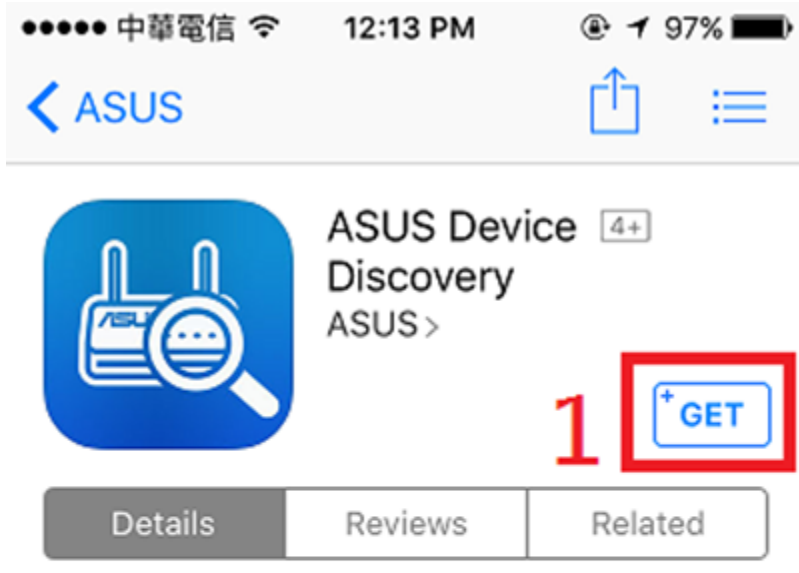 中華電信 12:13 PM 97%
ASUS
ASUS Device 4+
Discovery
ASUS >
1 + GET
Details Reviews Related